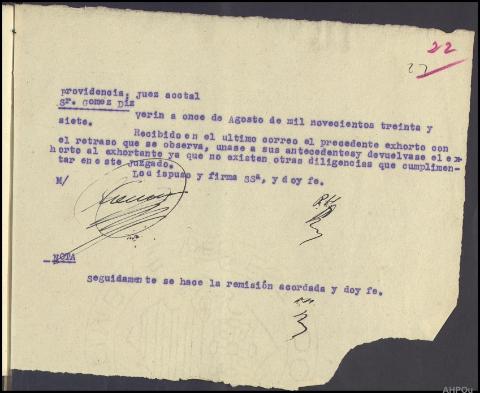 22
22
providencia; juez acctal
Sr. Gomez Diz
Verin a once de Agosto de mil novecientos treinta y
siete.
Recibido en el ultimo correo el precedente exhorto con
el retraso que se observa, unase a sus antecedentesy devuelvase el ex-
horto al exhortante ya que no existen otras diligencias que cumplimen-
tar en este juzgado.
Lo dispuso y firma SSª, y doy fe.
M/
NOTA
seguidamente se hace la remisión acordada y doy fe.
AHPOu